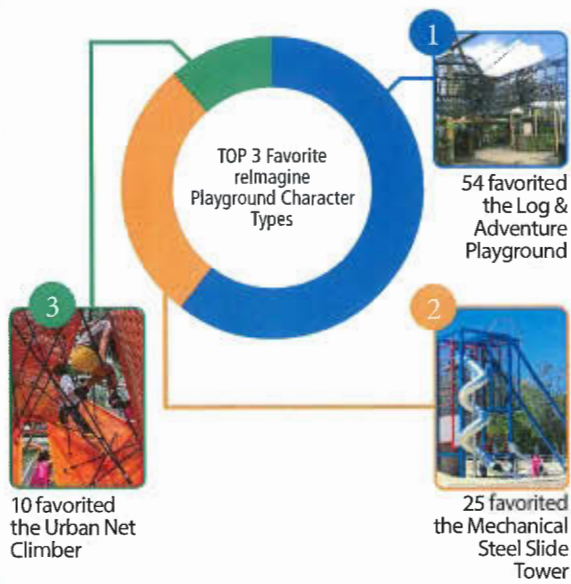 1
TOP 3 Favorite
reImagine
Playground Character
Types
54 favorited
the Log &
Adventure
Playground
3
2
10 favorited
the Urban Net
Climber
25 favorited
the Mechanical
Steel Slide
Tower